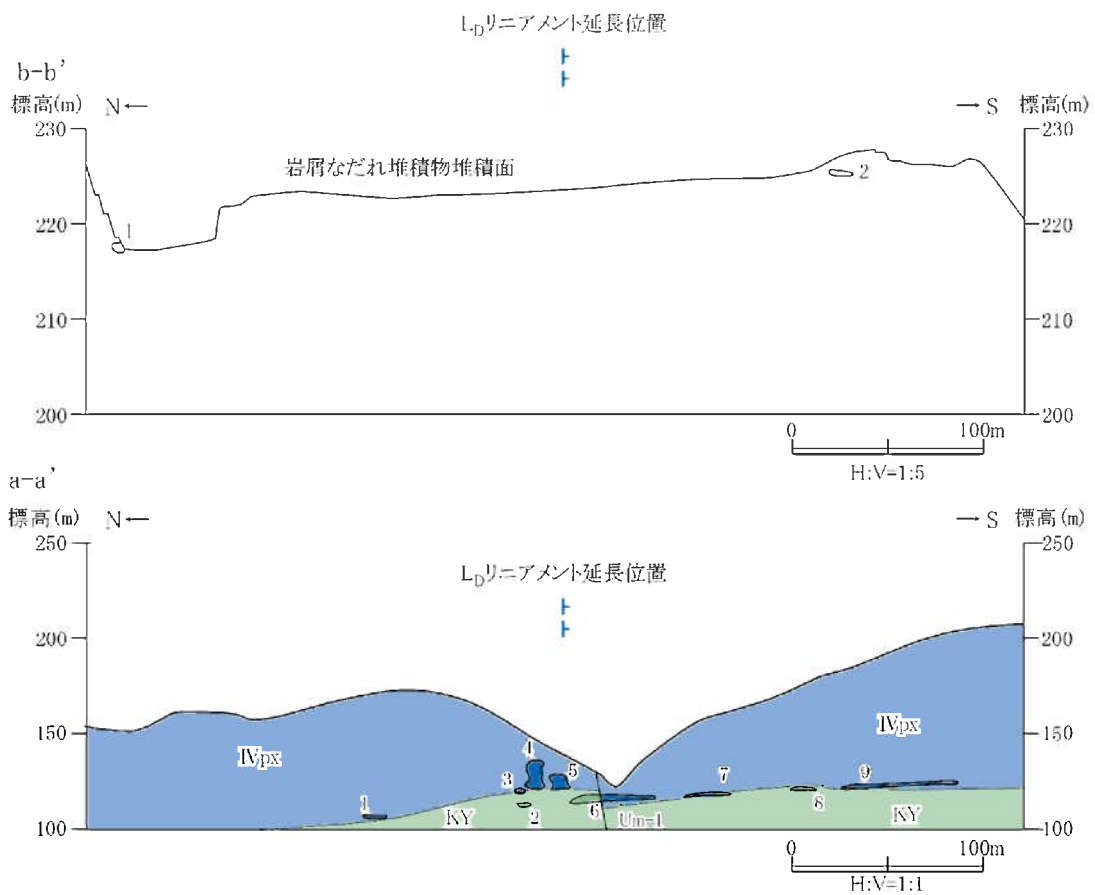 LDリニアメント延長位置
b-b'
標高(m) N← →S 標高(m)
230 230
岩屑なだれ堆積物堆積面
1 2
220 220
210 210
200 200
0 100m
H:V=1:5
a-a'
標高(m) N← →S 標高(m)
250 250
LDリニアメント延長位置
200 200
150 150
IVpx IVpx
4
3 5 7 9
1 2 6 8
KY Um-1 KY
100 100
0 100m
H:V=1:1